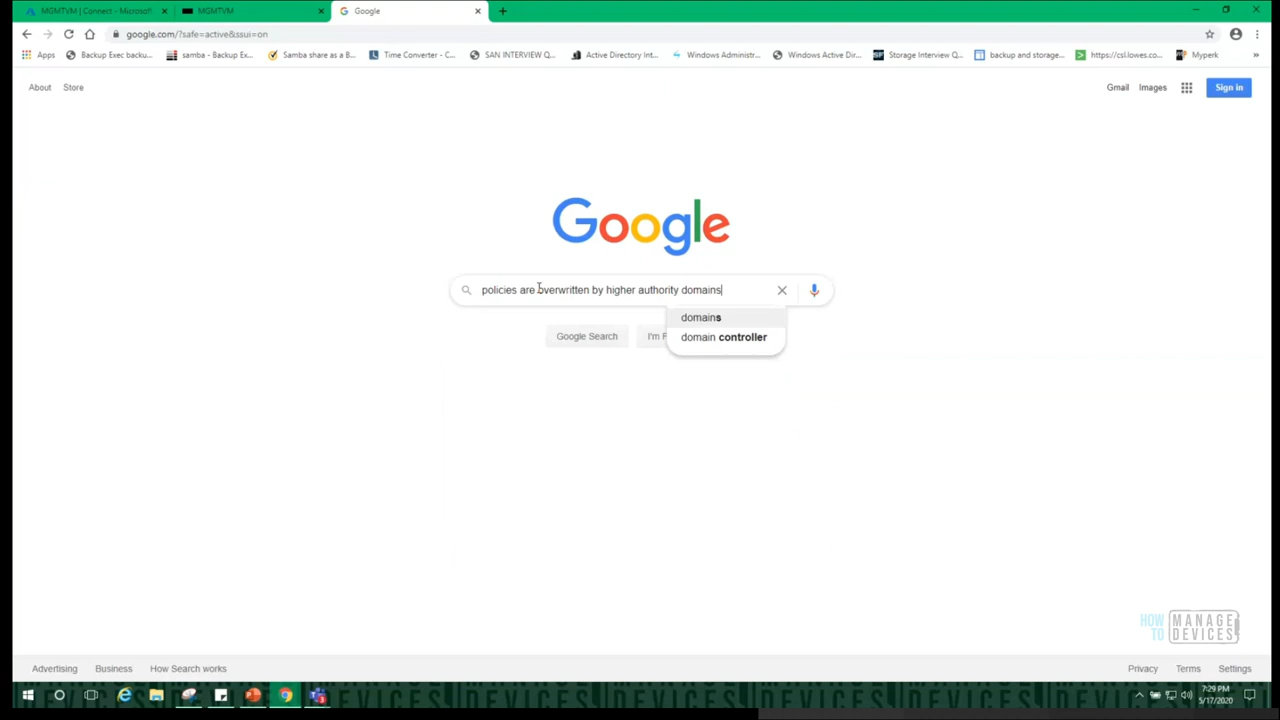 MGMTVM | Connect - Microsoft
MGMTVM
Google
google.com/?safe=active&ssui=on
Apps
Backup Exec backu...
samba - Backup Ex...
Samba share as a B...
Time Converter - C...
SAN INTERVIEW Q...
Active Directory Int...
Windows Administr...
Windows Active Dir...
Storage Interview Q...
backup and storage...
https://csl.lowes.co...
Myperk
»
About
Store
Gmail
Images
Sign in
Google
policies are overwritten by higher authority domains
domains
domain controller
Google Search
I'm F
HOW TO MANAGE DEVICES
Advertising
Business
How Search works
Privacy
Terms
Settings
7:29 PM
5/17/2020